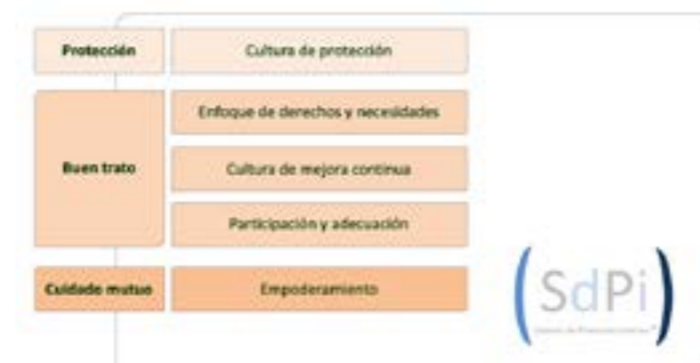 Protección
Cultura de protección
Buen trato
Enfoque de derechos y necesidades
Cultura de mejora continua
Participación y adecuación
Cuidado mutuo
Empoderamiento
(SdPi)